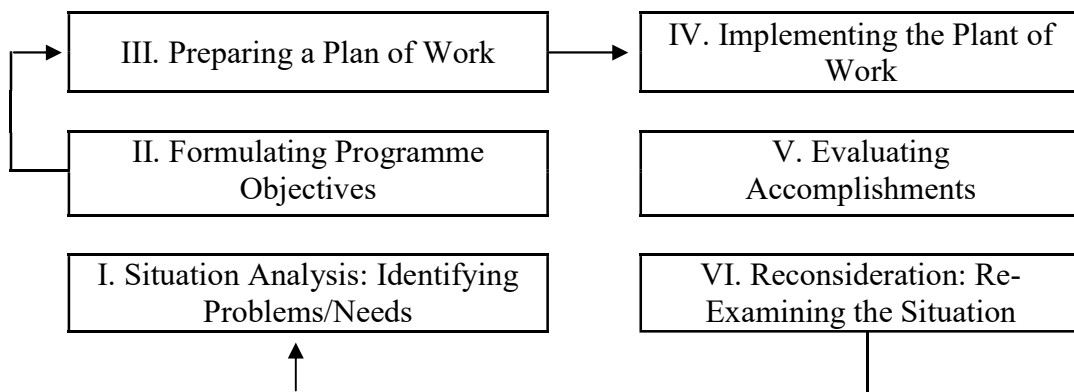 III. Preparing a Plan of Work
IV. Implementing the Plant of
Work
II. Formulating Programme
Objectives
V. Evaluating
Accomplishments
I. Situation Analysis: Identifying
Problems/Needs
VI. Reconsideration: Re-
Examining the Situation